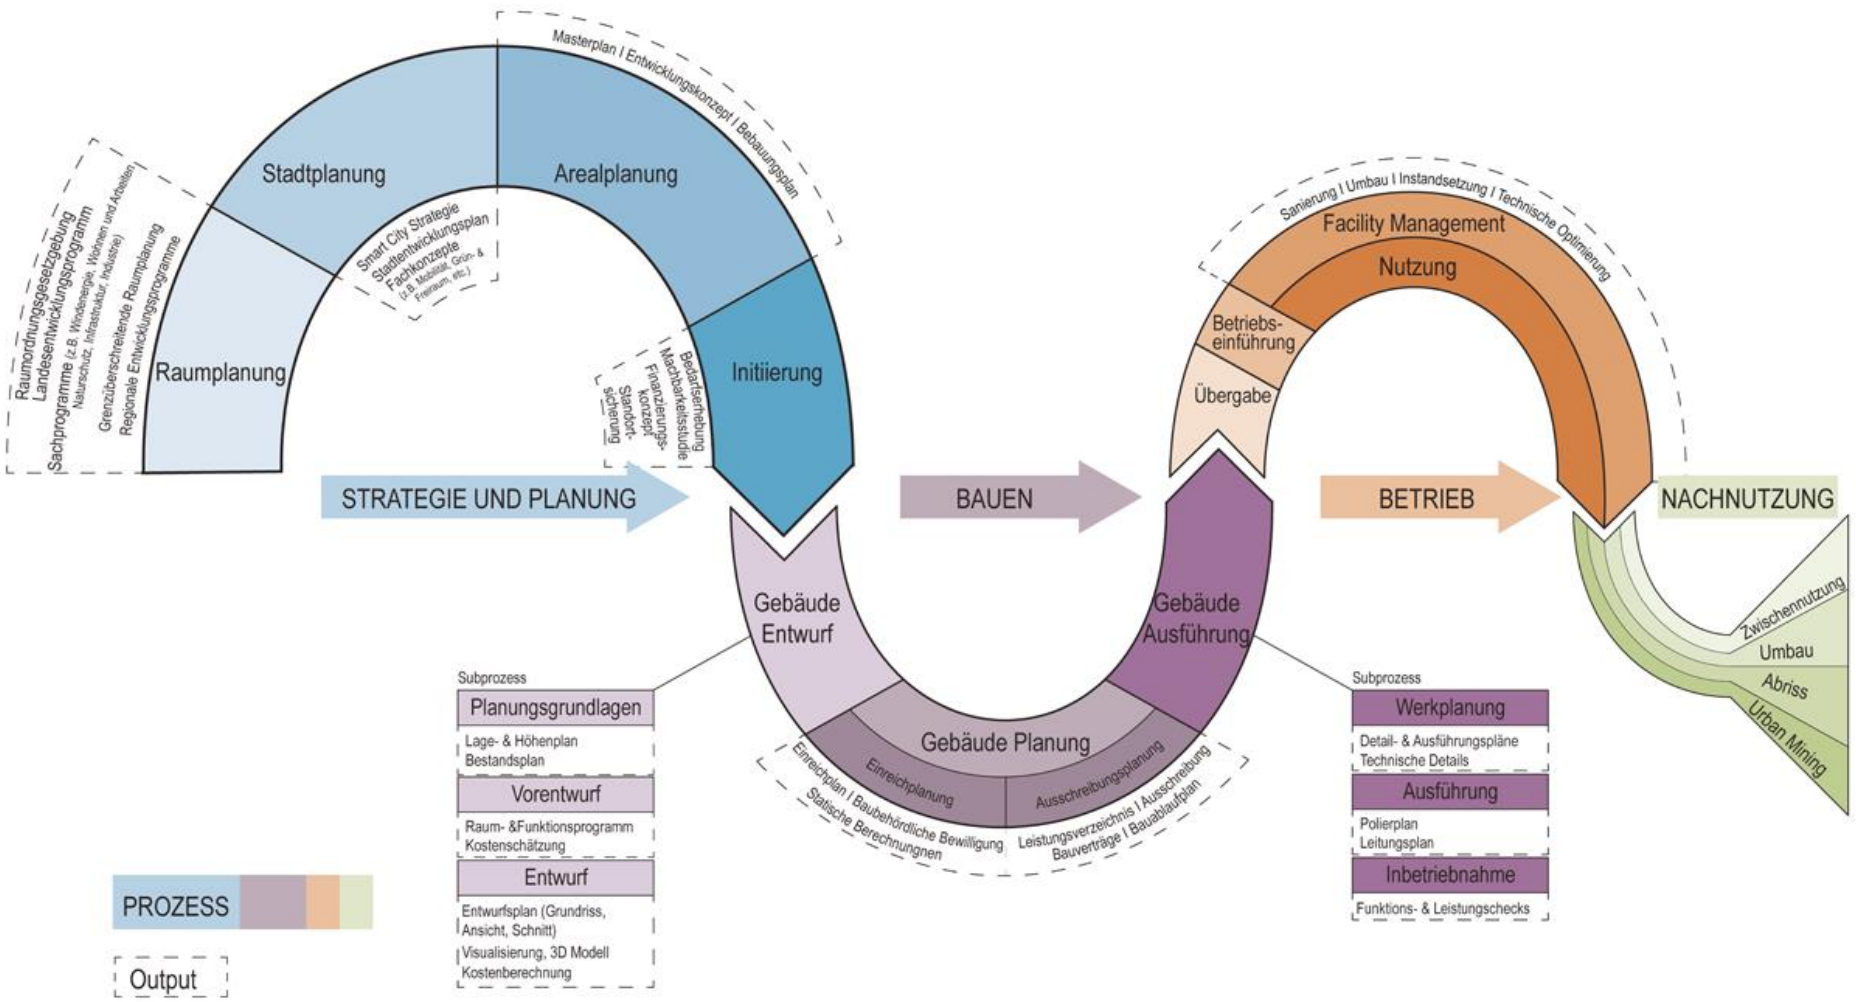 Raumordnungsgesetzgebung
Landesentwicklungsprogramm
Sachprogramme (z.B. Windenergie, Wohnen und Arbeiten,
Naturschutz, Infrastruktur, Industrie)
Grenzüberschreitende Raumplanung
Regionale Entwicklungsprogramme
Raumplanung
Stadtplanung
Smart City Strategie
Stadtentwicklungsplan
Fachkonzepte
(z.B. Mobilität, Grün- &
Freiraum, etc.)
Masterplan I Entwicklungskonzept I Bebauungsplan
Arealplanung
Initiierung
Bedarfserhebung
Machbarkeitsstudie
Finanzierungs-
konzept
Standort-
sicherung
STRATEGIE UND PLANUNG
BAUEN
BETRIEB
NACHNUTZUNG
Gebäude
Entwurf
Subprozess
Planungsgrundlagen
Lage- & Höhenplan
Bestandsplan
Vorentwurf
Raum- &Funktionsprogramm
Kostenschätzung
Entwurf
Entwurfsplan (Grundriss,
Ansicht, Schnitt)
Visualisierung, 3D Modell
Kostenberechnung
Gebäude Planung
Einreichplanung
Ausschreibungsplanung
Einreichplan I Baubehördliche Bewilligung
Statische Berechnungnen
Leistungsverzeichnis I Ausschreibung
Bauverträge I Bauablaufplan
Gebäude
Ausführung
Subprozess
Werkplanung
Detail- & Ausführungspläne
Technische Details
Ausführung
Polierplan
Leitungsplan
Inbetriebnahme
Funktions- & Leistungschecks
Übergabe
Betriebs-
einführung
Sanierung I Umbau I Instandsetzung I Technische Optimierung
Facility Management
Nutzung
Zwischennutzung
Umbau
Abriss
Urban Mining
PROZESS
Output